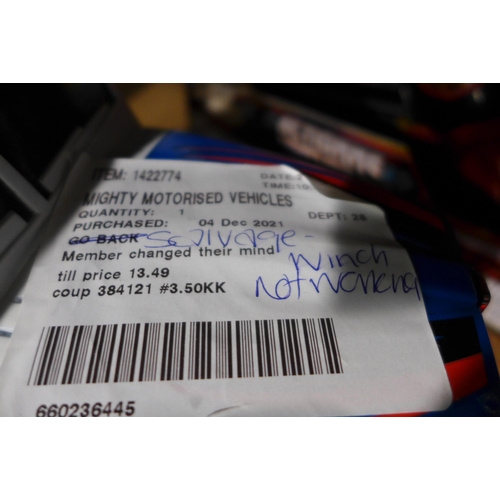 ITEM: 1422774
MIGHTY MOTORISED VEHICLES
QUANTITY: 1 DEPT: 28
PURCHASED: 04 Dec 2021
GO BACK Salvage -
Member changed their mind
till price 13.49
coup 384121 #3.50KK
Winch
Not Working
660236445